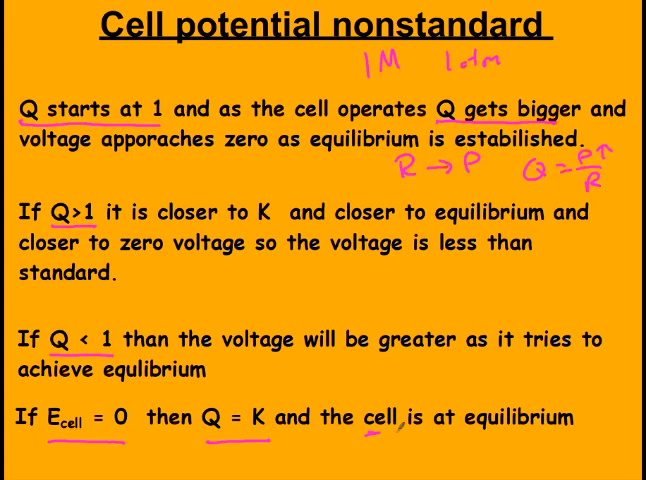 Cell potential nonstandard
1M 1 atm
Q starts at 1 and as the cell operates Q gets bigger and
voltage apporaches zero as equilibrium is estabilished.
R → P Q = P↑/R
If Q>1 it is closer to K and closer to equilibrium and
closer to zero voltage so the voltage is less than
standard.
If Q < 1 than the voltage will be greater as it tries to
achieve equlibrium
If Ecell = 0 then Q = K and the cell is at equilibrium